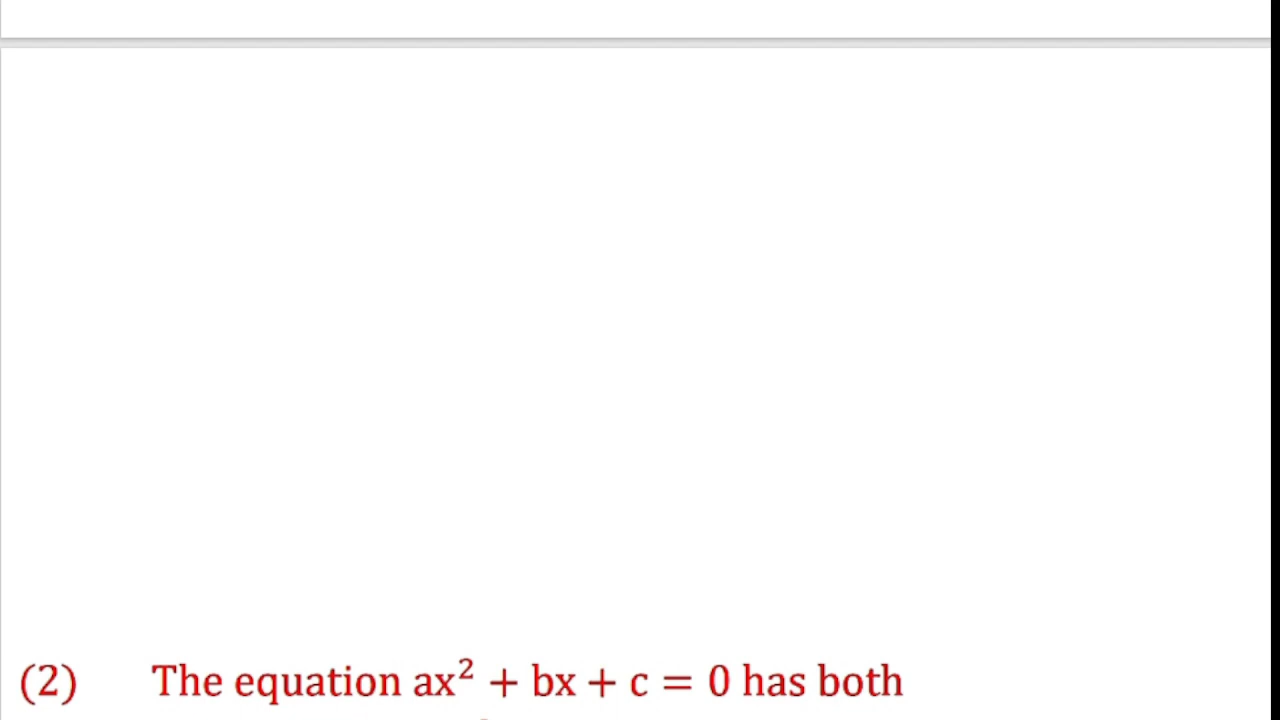 (2) The equation ax² + bx + c = 0 has both